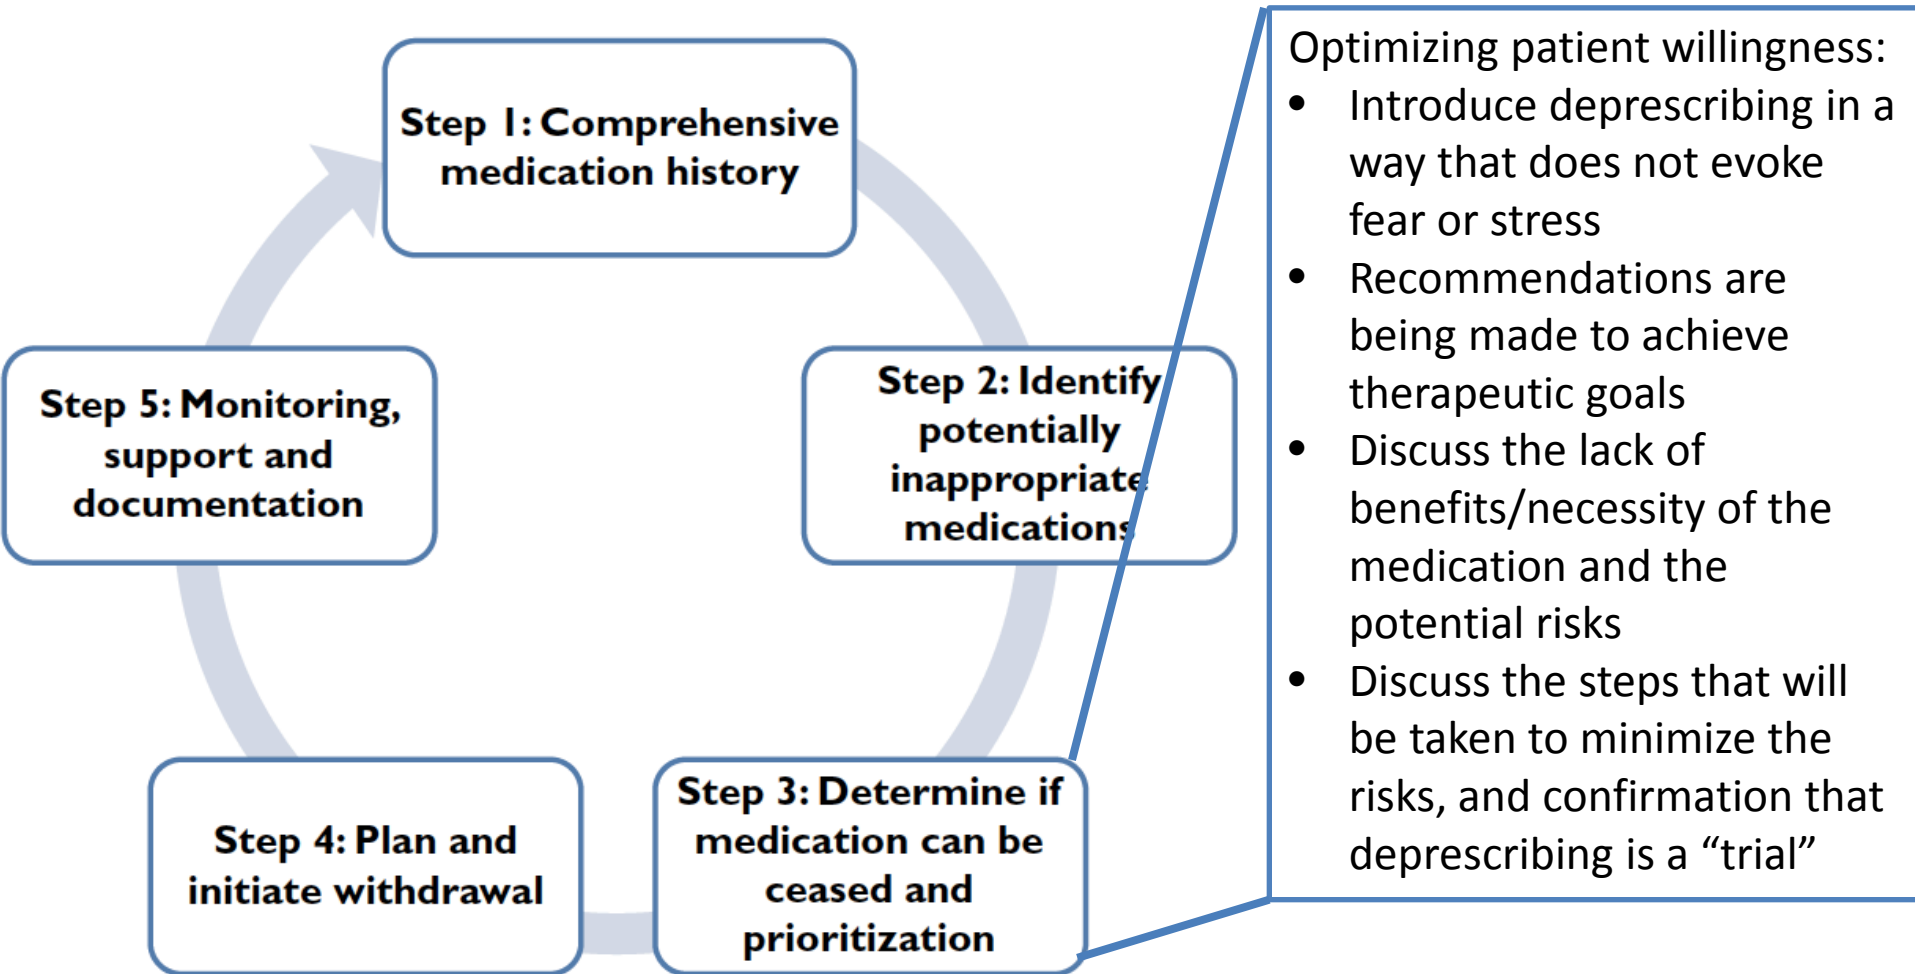 Step 1: Comprehensive
medication history
Step 2: Identify
potentially
inappropriate
medications
Step 3: Determine if
medication can be
ceased and
prioritization
Step 4: Plan and
initiate withdrawal
Step 5: Monitoring,
support and
documentation
Optimizing patient willingness:
• Introduce deprescribing in a
way that does not evoke
fear or stress
• Recommendations are
being made to achieve
therapeutic goals
• Discuss the lack of
benefits/necessity of the
medication and the
potential risks
• Discuss the steps that will
be taken to minimize the
risks, and confirmation that
deprescribing is a “trial”